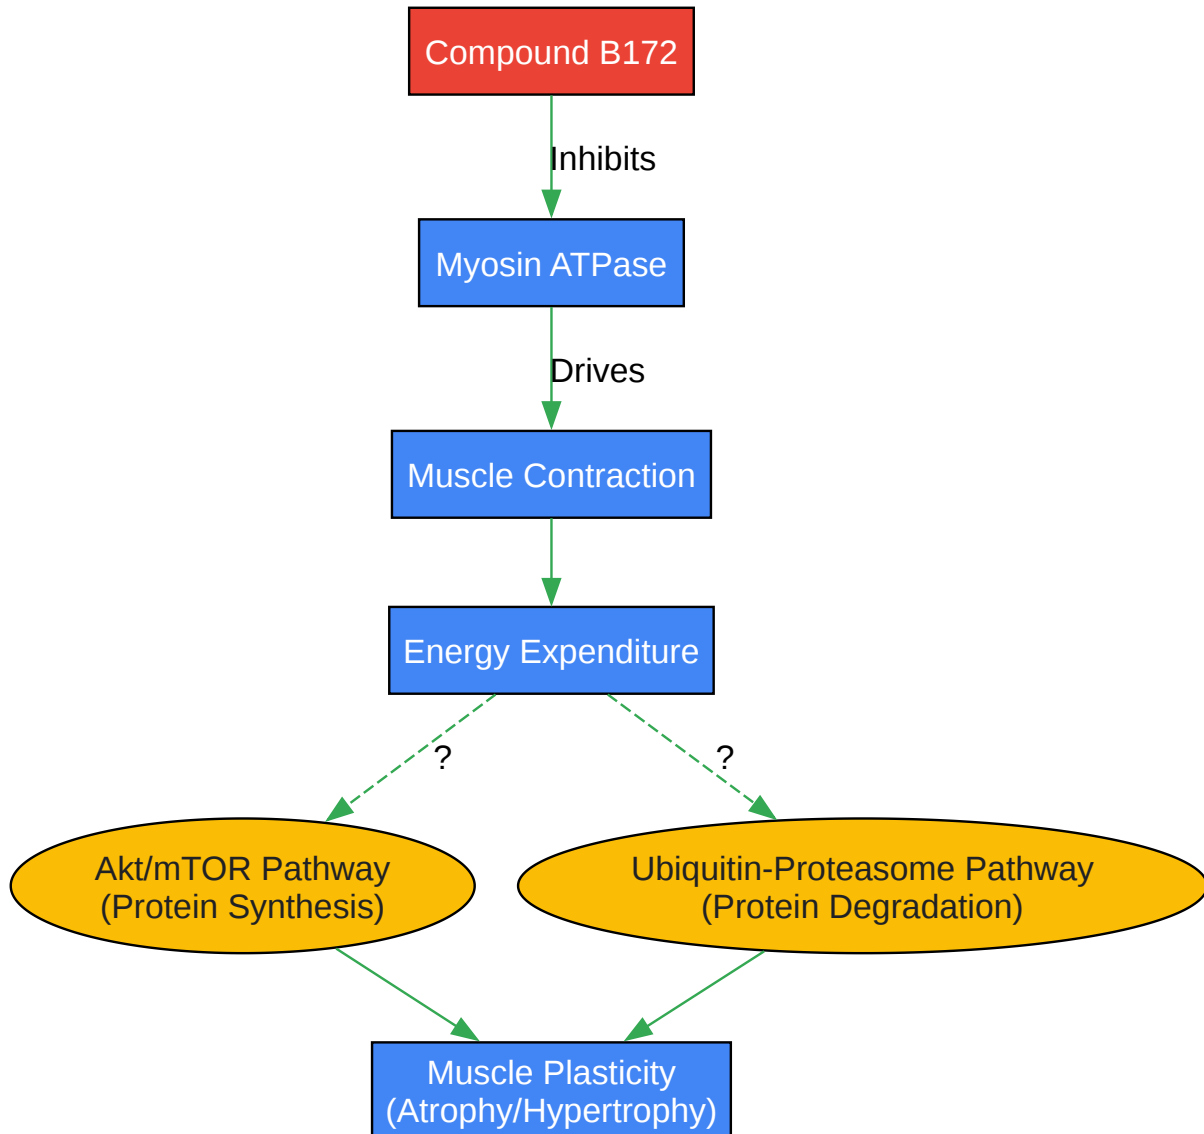 Compound B172
Inhibits
Myosin ATPase
Drives
Muscle Contraction
Energy Expenditure
?
?
Akt/mTOR Pathway
(Protein Synthesis)
Ubiquitin-Proteasome Pathway
(Protein Degradation)
Muscle Plasticity
(Atrophy/Hypertrophy)